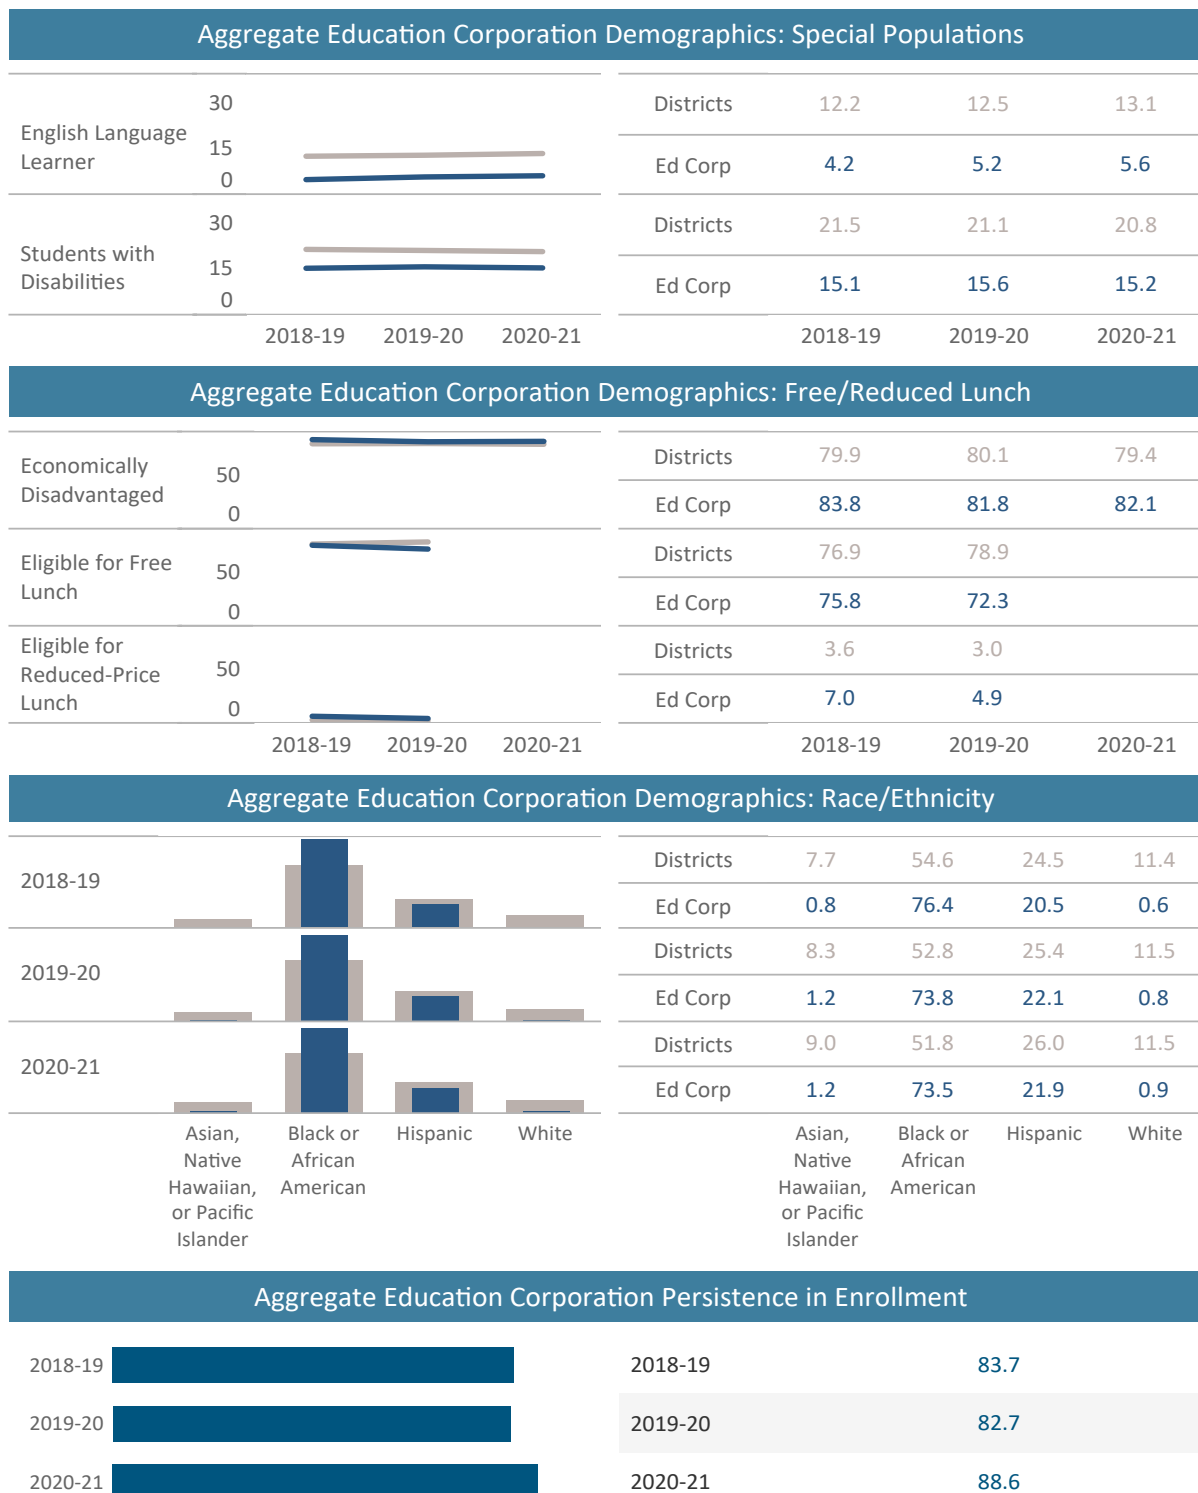 Aggregate Education Corporation Demographics: Special Populations
English Language
Learner
30
15
0
Districts 12.2 12.5 13.1
Ed Corp 4.2 5.2 5.6
Students with
Disabilities
30
15
0
Districts 21.5 21.1 20.8
Ed Corp 15.1 15.6 15.2
2018-19 2019-20 2020-21 2018-19 2019-20 2020-21
Aggregate Education Corporation Demographics: Free/Reduced Lunch
Economically
Disadvantaged
50
0
Districts 79.9 80.1 79.4
Ed Corp 83.8 81.8 82.1
Eligible for Free
Lunch
50
0
Districts 76.9 78.9
Ed Corp 75.8 72.3
Eligible for
Reduced-Price
Lunch
50
0
Districts 3.6 3.0
Ed Corp 7.0 4.9
2018-19 2019-20 2020-21 2018-19 2019-20 2020-21
Aggregate Education Corporation Demographics: Race/Ethnicity
2018-19
Districts 7.7 54.6 24.5 11.4
Ed Corp 0.8 76.4 20.5 0.6
2019-20
Districts 8.3 52.8 25.4 11.5
Ed Corp 1.2 73.8 22.1 0.8
2020-21
Districts 9.0 51.8 26.0 11.5
Ed Corp 1.2 73.5 21.9 0.9
Asian,
Native
Hawaiian,
or Pacific
Islander
Black or
African
American
Hispanic
White
Asian,
Native
Hawaiian,
or Pacific
Islander
Black or
African
American
Hispanic
White
Aggregate Education Corporation Persistence in Enrollment
2018-19 2018-19 83.7
2019-20 2019-20 82.7
2020-21 2020-21 88.6